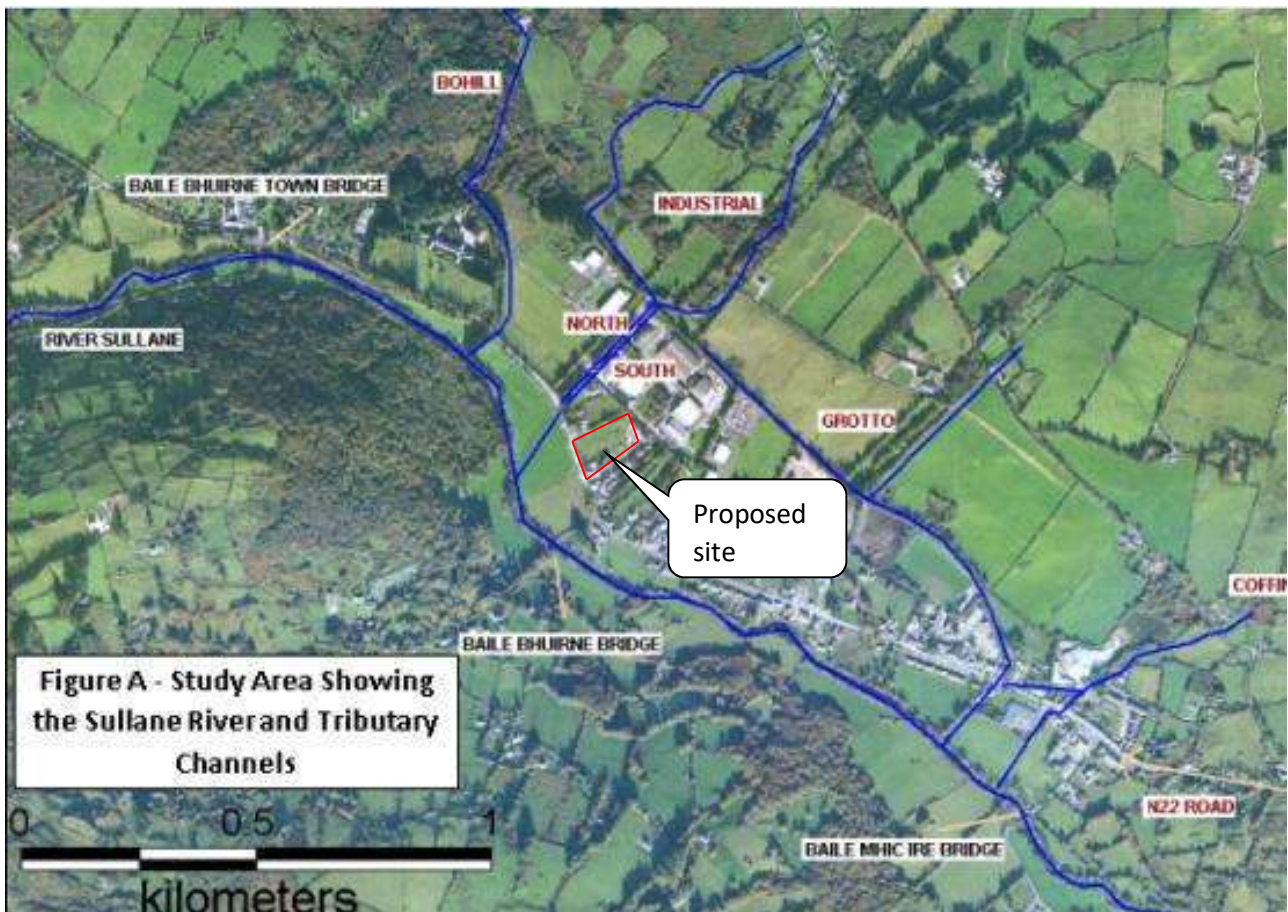 BOHILL
BAILE BHUIRNE TOWN BRIDGE
INDUSTRIAL
RIVER SULLANE
NORTH
SOUTH
GROTTO
Proposed
site
COFFIN
BAILE BHUIRNE BRIDGE
Figure A - Study Area Showing
the Sullane River and Tributary
Channels
N22 ROAD
0 0.5 1
BAILE MHIC IRE BRIDGE
kilometers